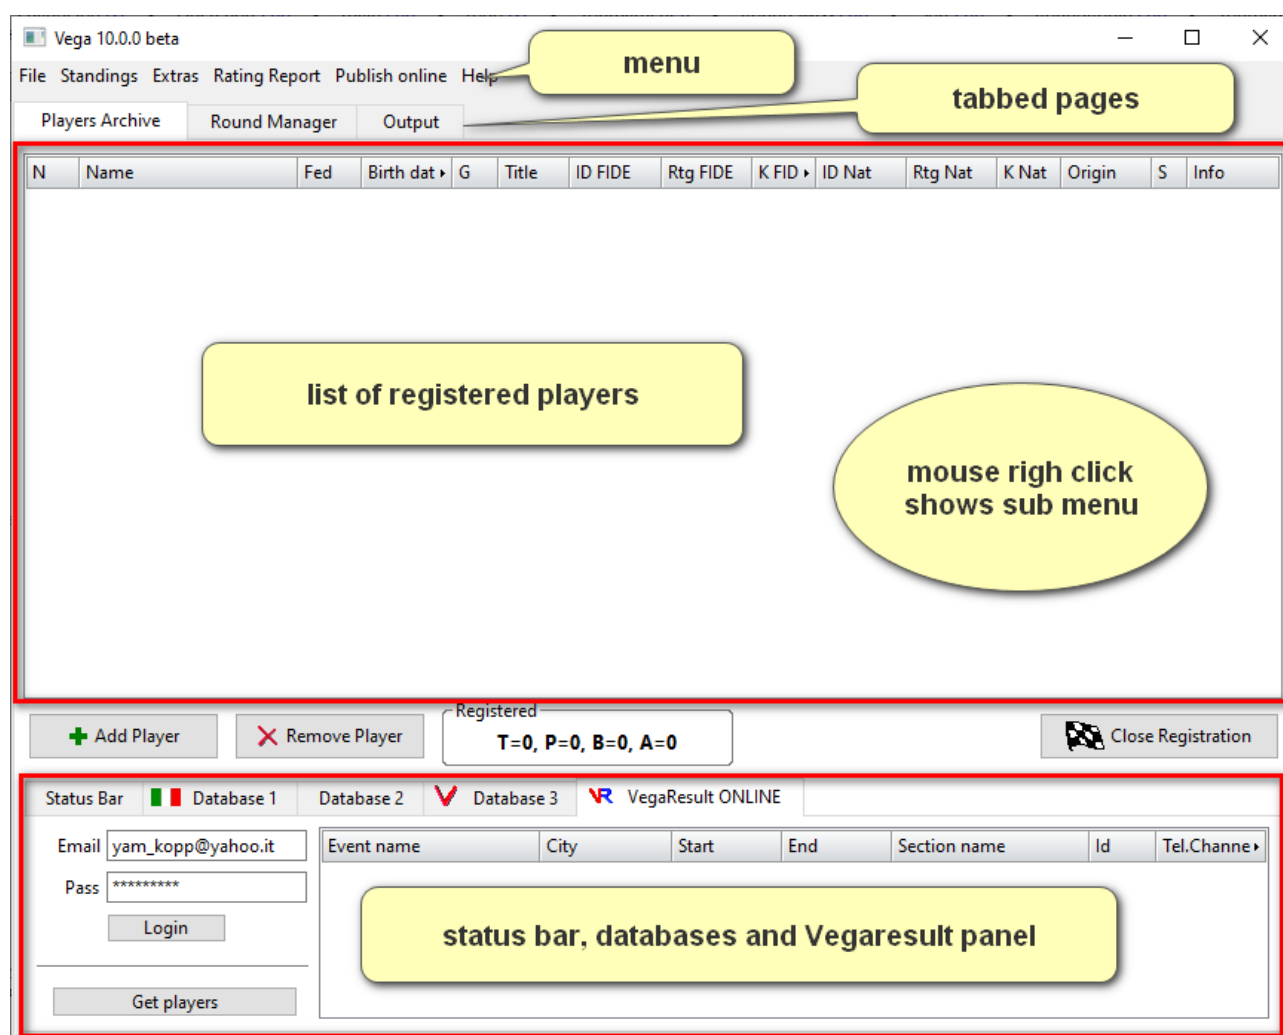 Vega 10.0.0 beta
File Standings Extras Rating Report Publish online Help
menu
tabbed pages
Players Archive Round Manager Output
N Name Fed Birth dat G Title ID FIDE Rtg FIDE K FID ID Nat Rtg Nat K Nat Origin S Info
list of registered players
mouse righ click
shows sub menu
Add Player Remove Player
Registered
T=0, P=0, B=0, A=0
Close Registration
Status Bar Database 1 Database 2 Database 3 VR VegaResult ONLINE
Email yam_kopp@yahoo.it
Pass *********
Login
Get players
Event name City Start End Section name Id Tel.Channe
status bar, databases and Vegaresult panel